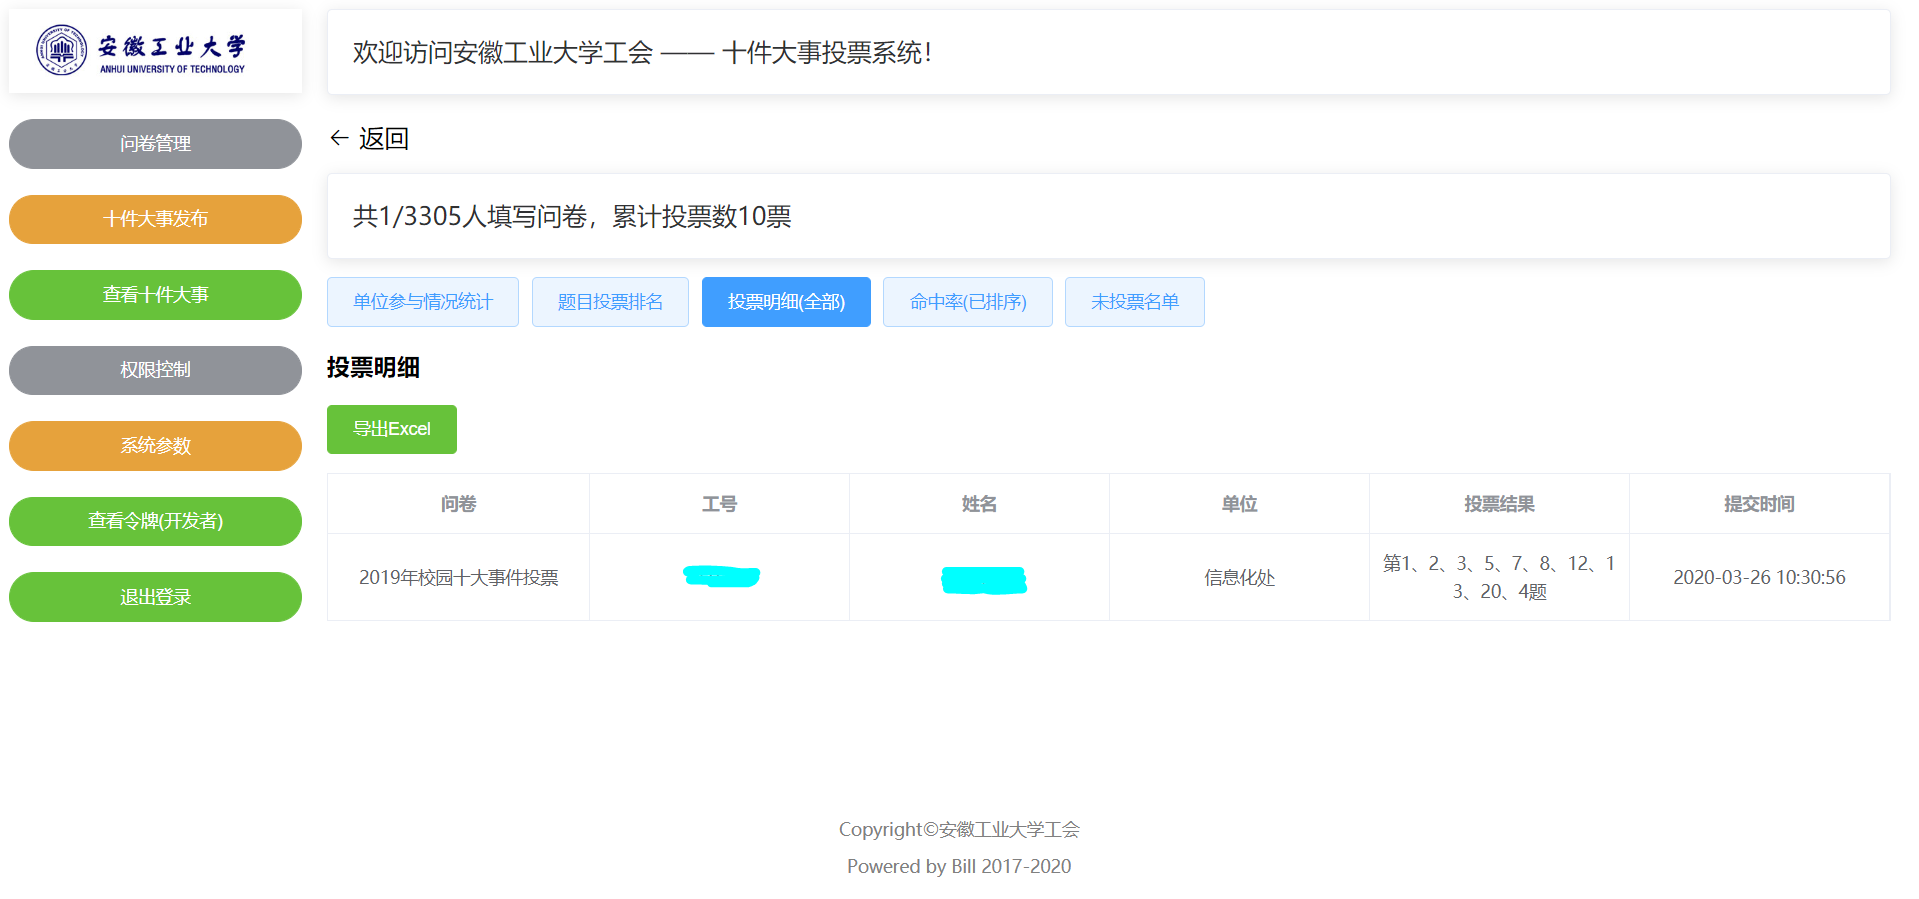 安徽工业大学
ANHUI UNIVERSITY OF TECHNOLOGY
欢迎访问安徽工业大学工会 —— 十件大事投票系统！
问卷管理
十件大事发布
查看十件大事
权限控制
系统参数
查看令牌(开发者)
退出登录
← 返回
共1/3305人填写问卷，累计投票数10票
单位参与情况统计 题目投票排名 投票明细(全部) 命中率(已排序) 未投票名单
投票明细
导出Excel
问卷 工号 姓名 单位 投票结果 提交时间
2019年校园十大事件投票 信息化处 第1、2、3、5、7、8、12、1
3、20、4题 2020-03-26 10:30:56
Copyright©安徽工业大学工会
Powered by Bill 2017-2020